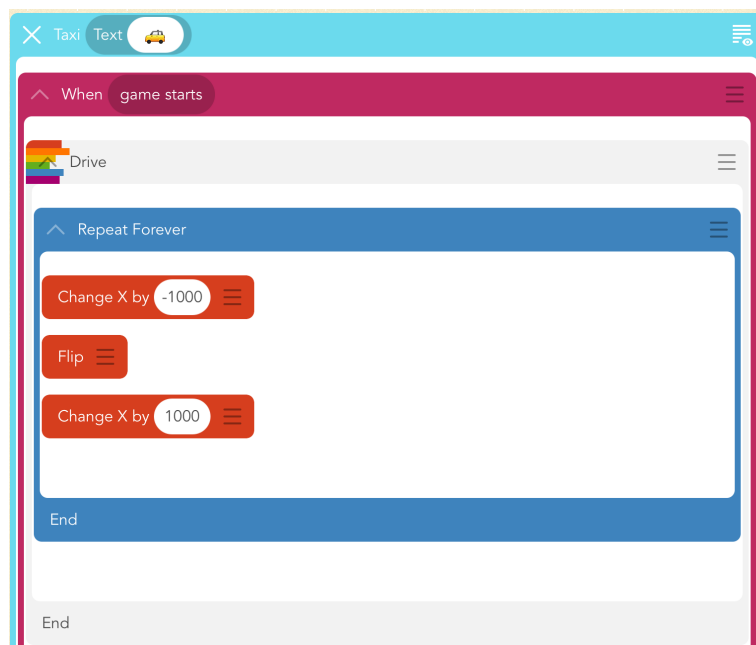 Taxi Text
When game starts
Drive
Repeat Forever
Change X by -1000
Flip
Change X by 1000
End
End